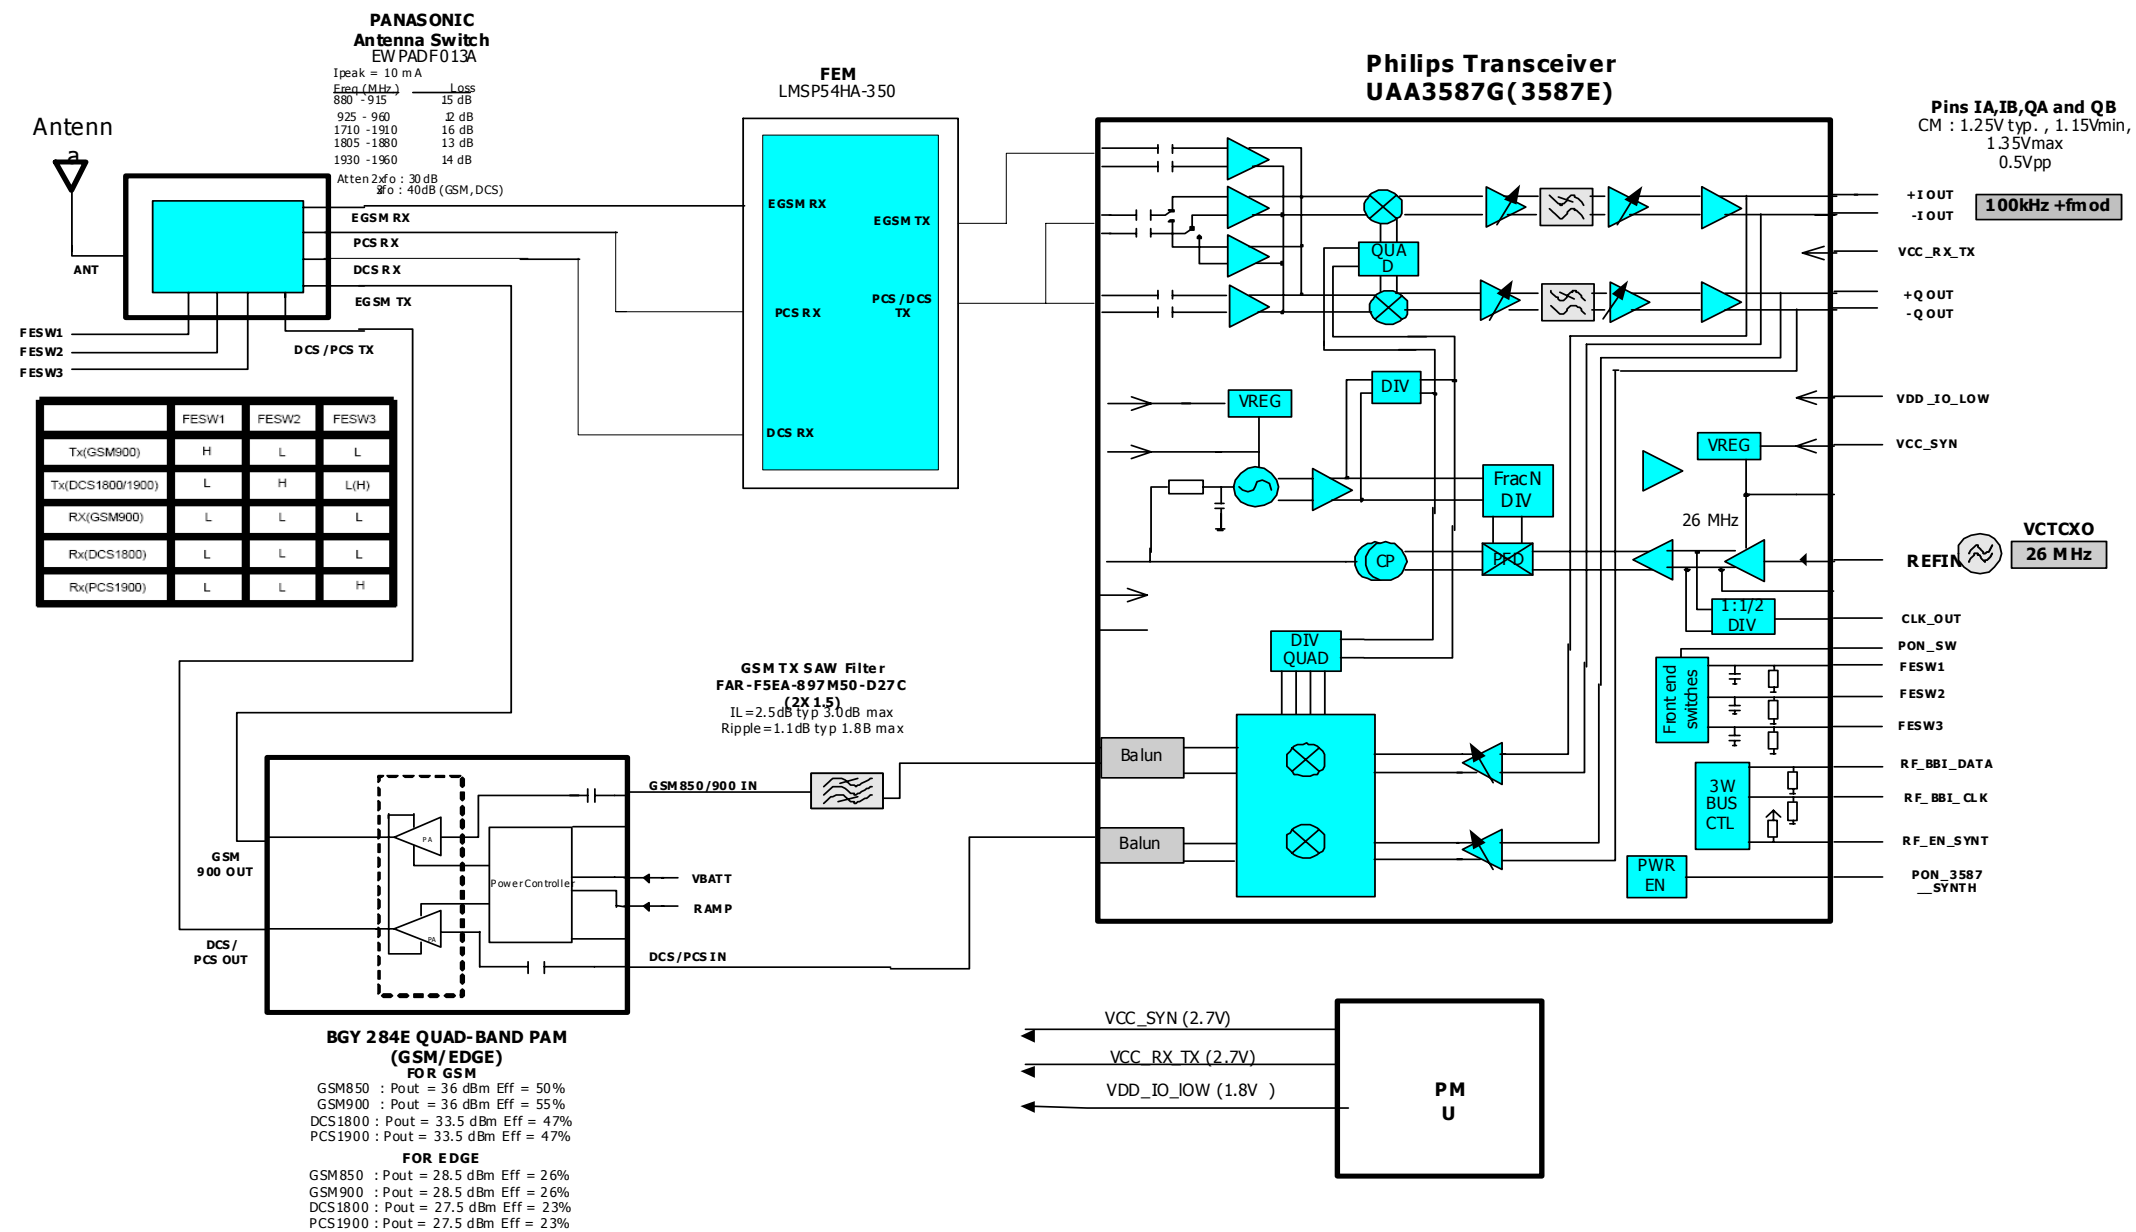 PANASONIC
Antenna Switch
EWPADF013A
Ipeak = 10 mA
Freq (MHz) Loss
880 - 915 15 dB
925 - 960 12 dB
1710 - 1910 16 dB
1805 - 1880 13 dB
1930 - 1960 14 dB
Atten 2xfo : 30 dB
3fo : 40dB (GSM, DCS)
Antenn
a
ANT
EGSM RX
PCS RX
DCS RX
EGSM TX
DCS/PCS TX
FESW1
FESW2
FESW3
FESW1 FESW2 FESW3
Tx(GSM900) H L L
Tx(DCS1800/1900) L H L(H)
RX(GSM900) L L L
Rx(DCS1800) L L L
Rx(PCS1900) L L H
FEM
LMSP54HA-350
EGSM RX
EGSM TX
PCS/DCS
TX
PCS RX
DCS RX
Philips Transceiver
UAA3587G(3587E)
QUA
D
DIV
VREG
FracN
DIV
CP
PFD
VREG
26 MHz
1:1/2
DIV
DIV
QUAD
Front end
switches
3W
BUS
CTL
PWR
EN
Balun
Balun
Pins IA,IB,QA and QB
CM : 1.25V typ. , 1.15Vmin,
1.35Vmax
0.5Vpp
+I OUT
-I OUT
100kHz +fmod
VCC_RX_TX
+Q OUT
-Q OUT
VDD_IO_LOW
VCC_SYN
VCTCXO
26 MHz
REFIN
CLK_OUT
PON_SW
FESW1
FESW2
FESW3
RF_BBI_DATA
RF_BBI_CLK
RF_EN_SYNT
PON_3587
__SYNTH
GSM TX SAW Filter
FAR-F5EA-897M50-D27C
(2X1.5)
IL=2.5dB typ 3.0dB max
Ripple=1.1dB typ 1.8B max
GSM850/900 IN
PA
PA
Power Controller
VBATT
RAMP
DCS/PCS IN
GSM
900 OUT
DCS/
PCS OUT
BGY 284E QUAD-BAND PAM
(GSM/EDGE)
FOR GSM
GSM850 : Pout = 36 dBm Eff = 50%
GSM900 : Pout = 36 dBm Eff = 55%
DCS1800 : Pout = 33.5 dBm Eff = 47%
PCS1900 : Pout = 33.5 dBm Eff = 47%
FOR EDGE
GSM850 : Pout = 28.5 dBm Eff = 26%
GSM900 : Pout = 28.5 dBm Eff = 26%
DCS1800 : Pout = 27.5 dBm Eff = 23%
PCS1900 : Pout = 27.5 dBm Eff = 23%
VCC_SYN (2.7V)
VCC_RX_TX (2.7V)
VDD_IO_lOW (1.8V )
PM
U